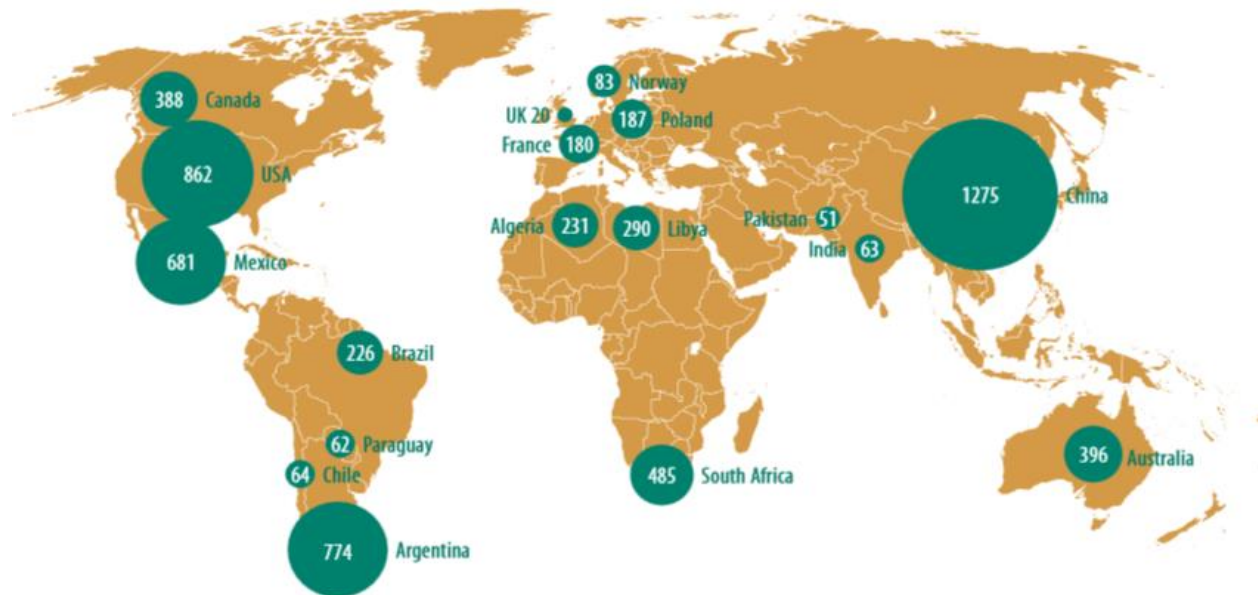 83 Norway
388 Canada
UK 20
187 Poland
France 180
862 USA
1275 China
Algeria 231
290 Libya
Pakistan 51
India 63
681 Mexico
226 Brazil
62 Paraguay
64 Chile
485 South Africa
396 Australia
774 Argentina